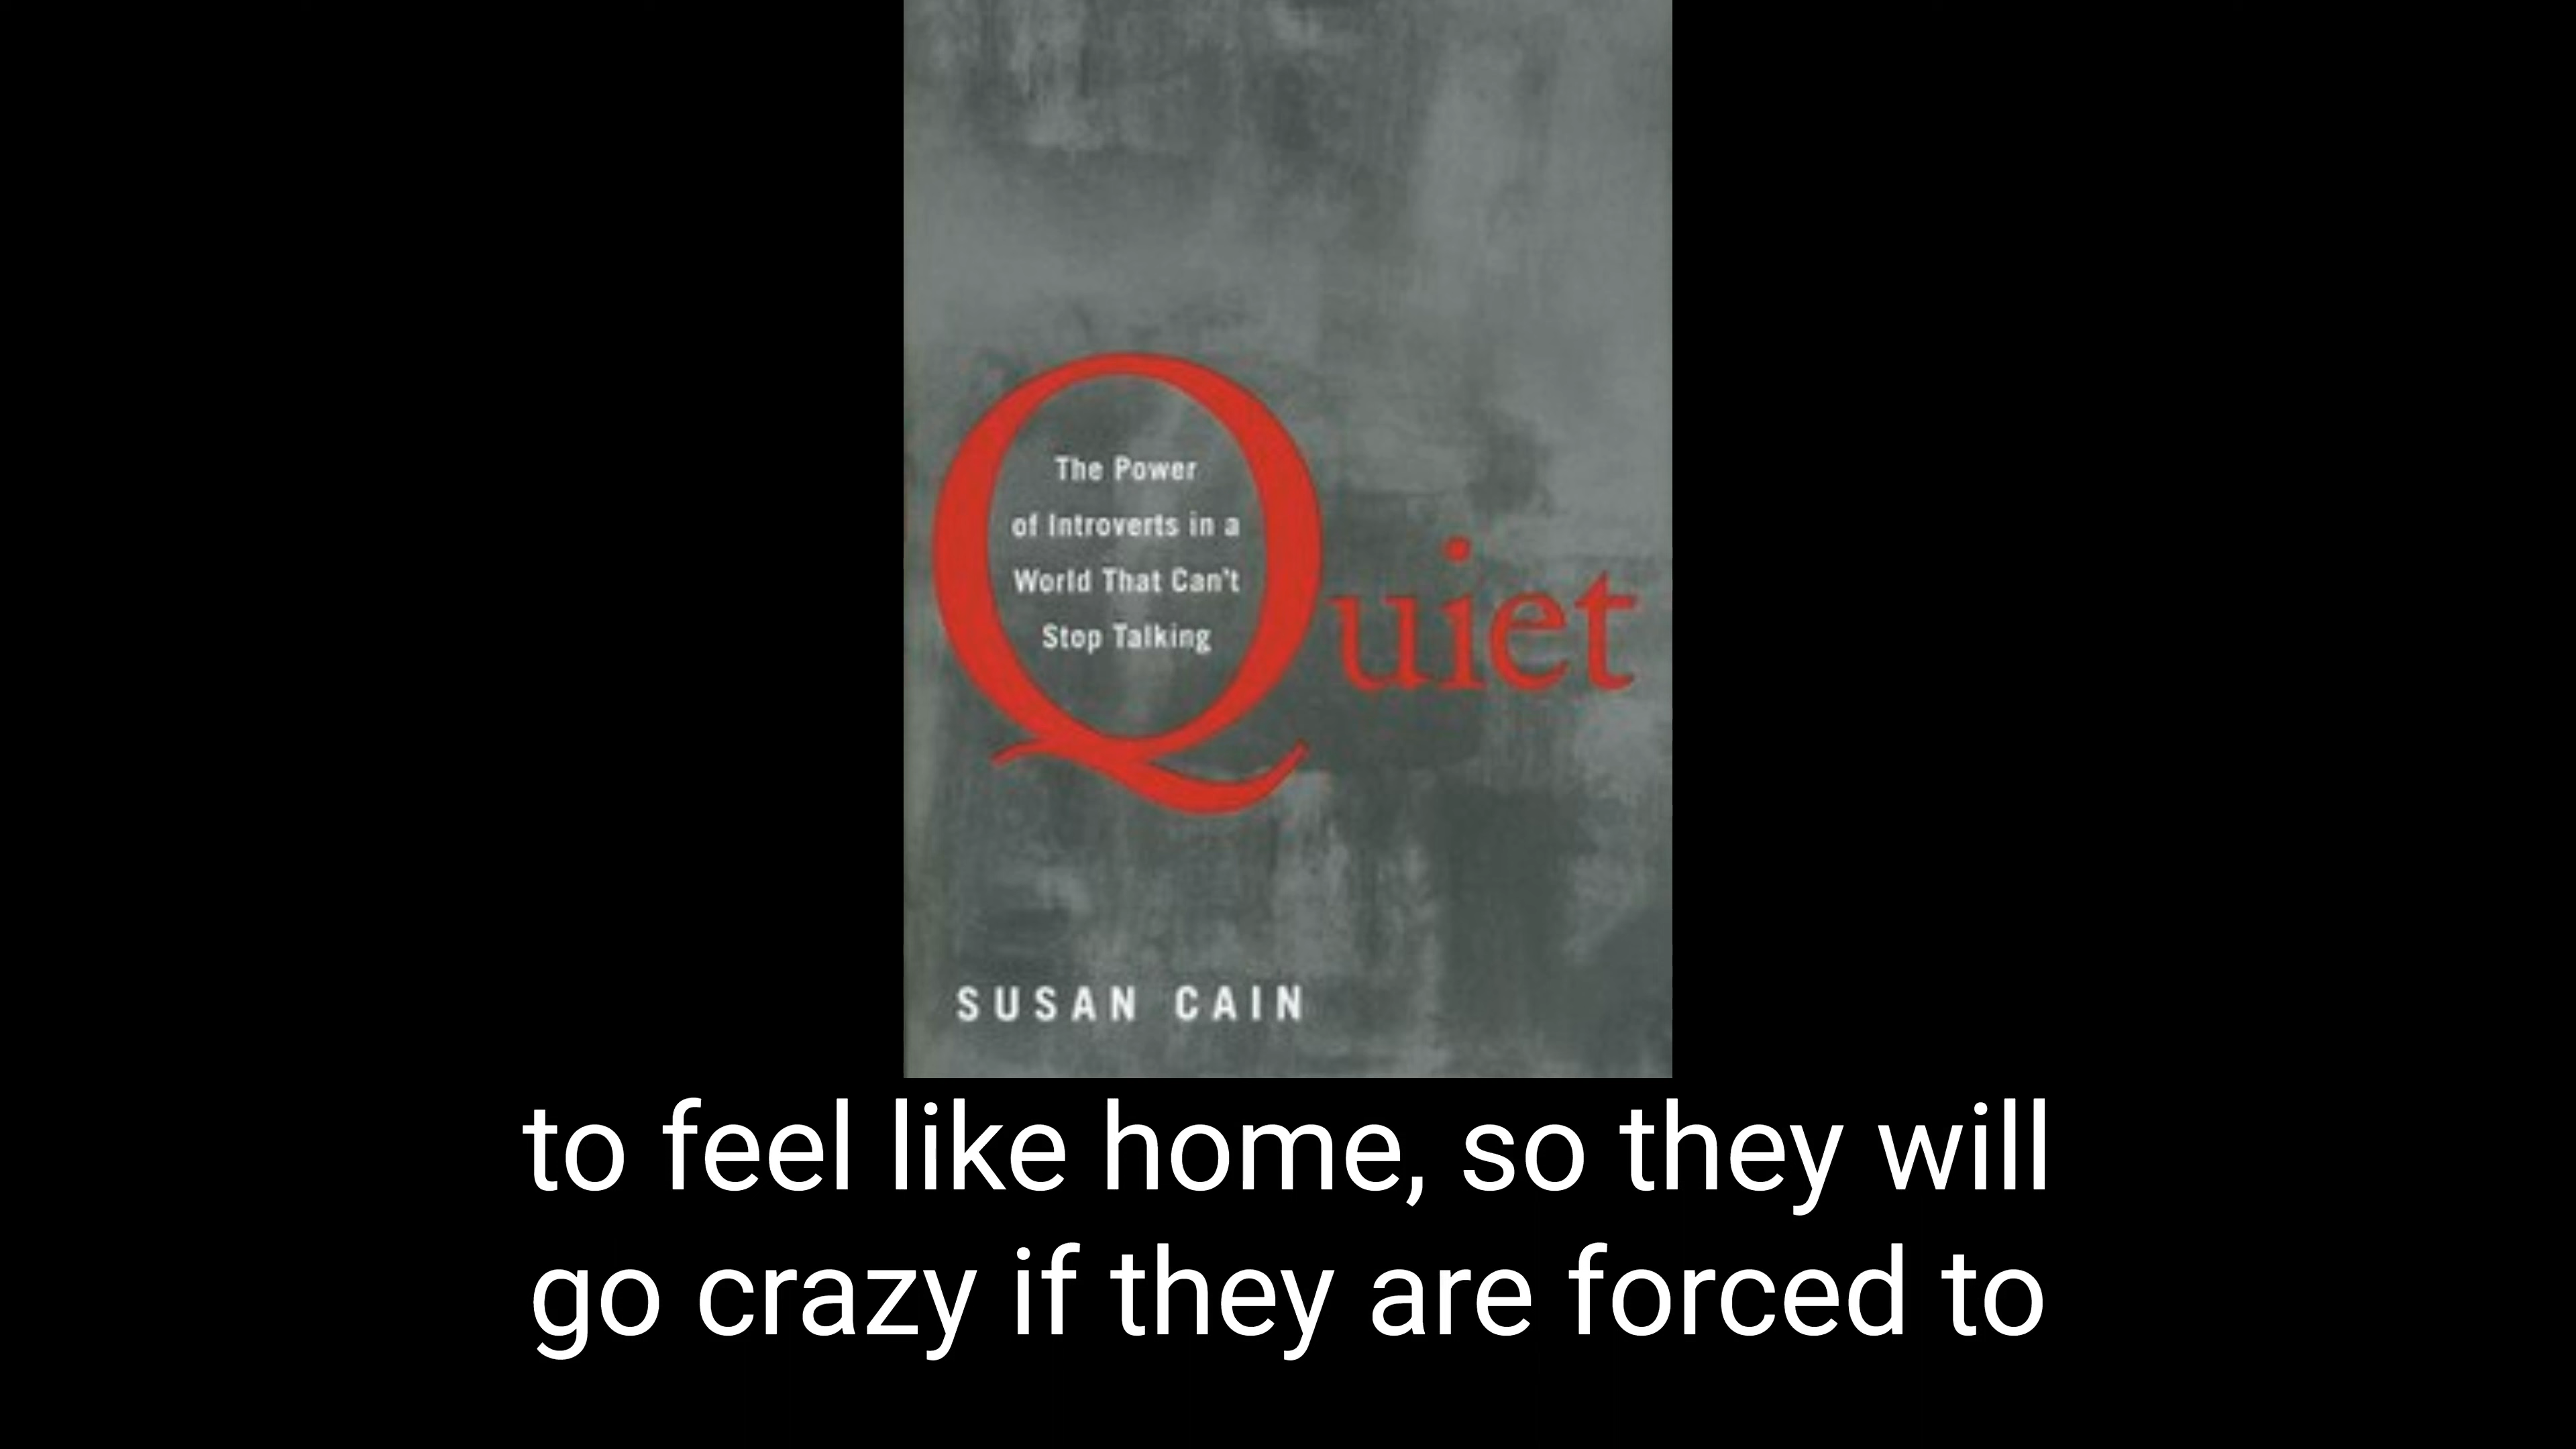 The Power
of Introverts in a
World That Can't
Stop Talking
Quiet
SUSAN CAIN
to feel like home, so they will
go crazy if they are forced to